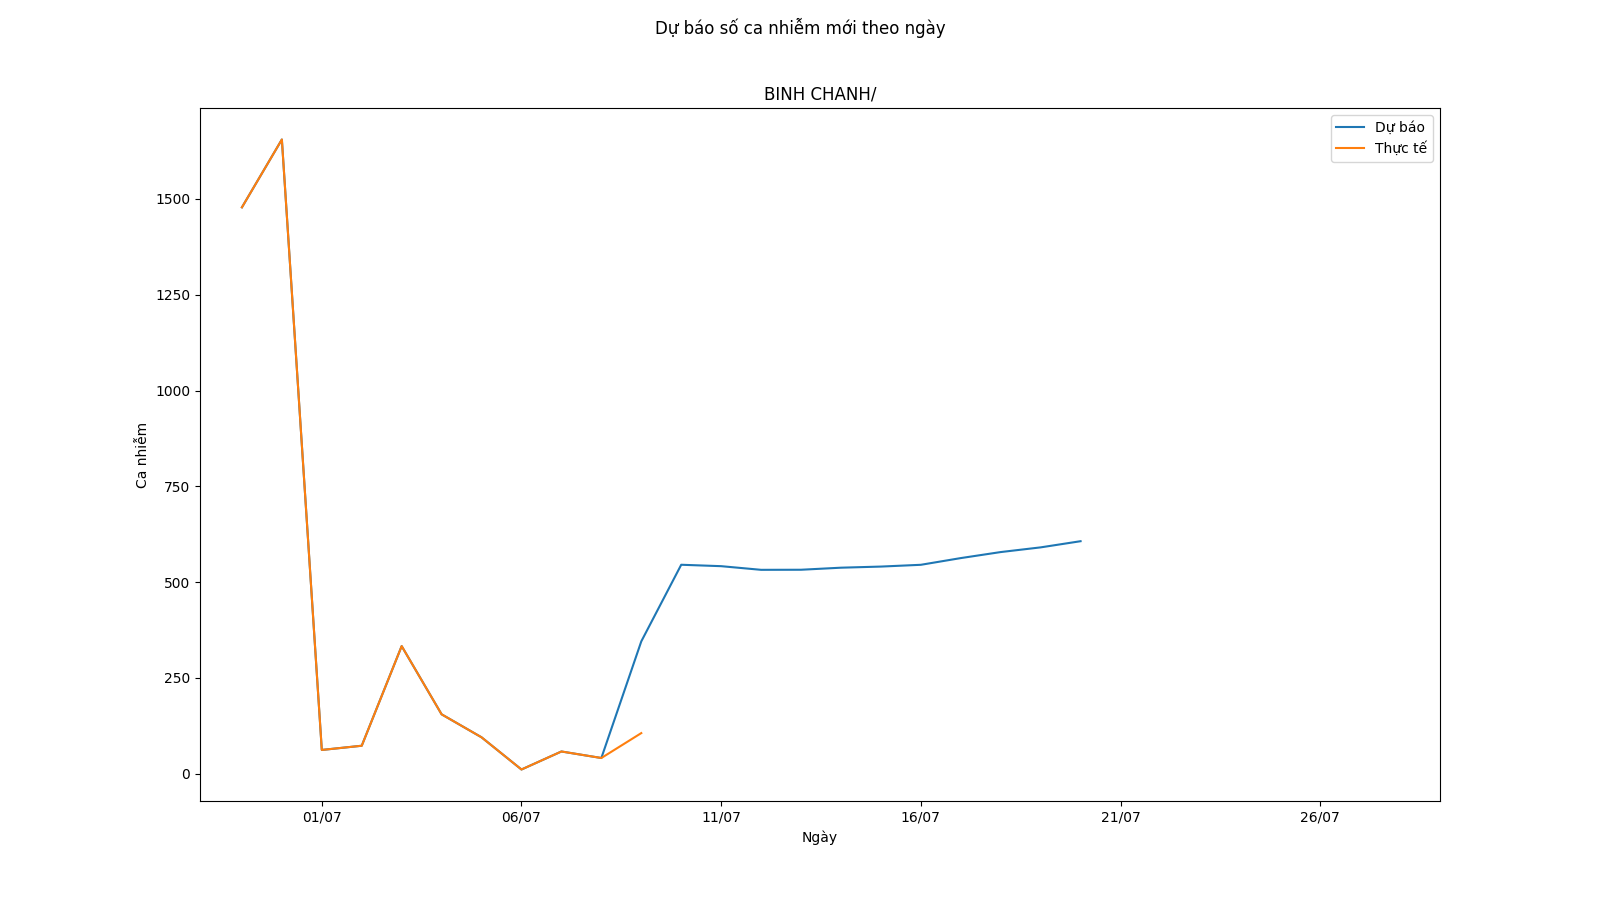 Dự báo số ca nhiễm mới theo ngày
BINH CHANH/
Dự báo
Thực tế
1500
1250
1000
750
500
250
0
Ca nhiễm
01/07
06/07
11/07
16/07
21/07
26/07
Ngày